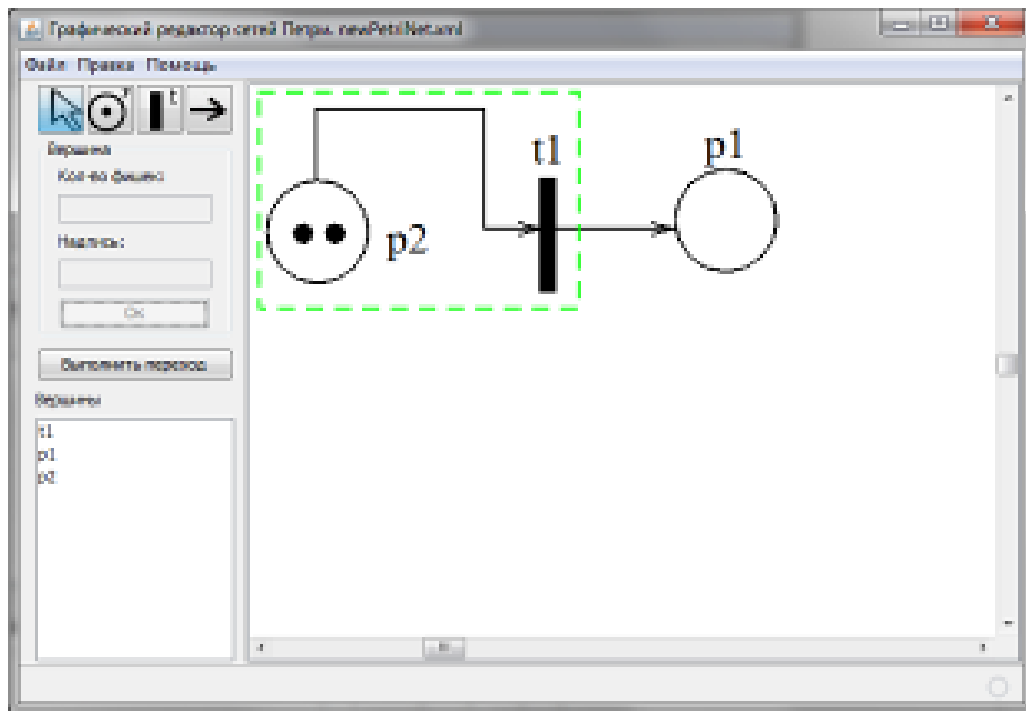 Графический редактор сетей Петри. newPetriNet.xml
Файл Правка Помощь
Вершина
Кол-во фишек:
Надпись:
OK
Выполнить переход
Вершины
t1
p1
p2
t1
p1
p2